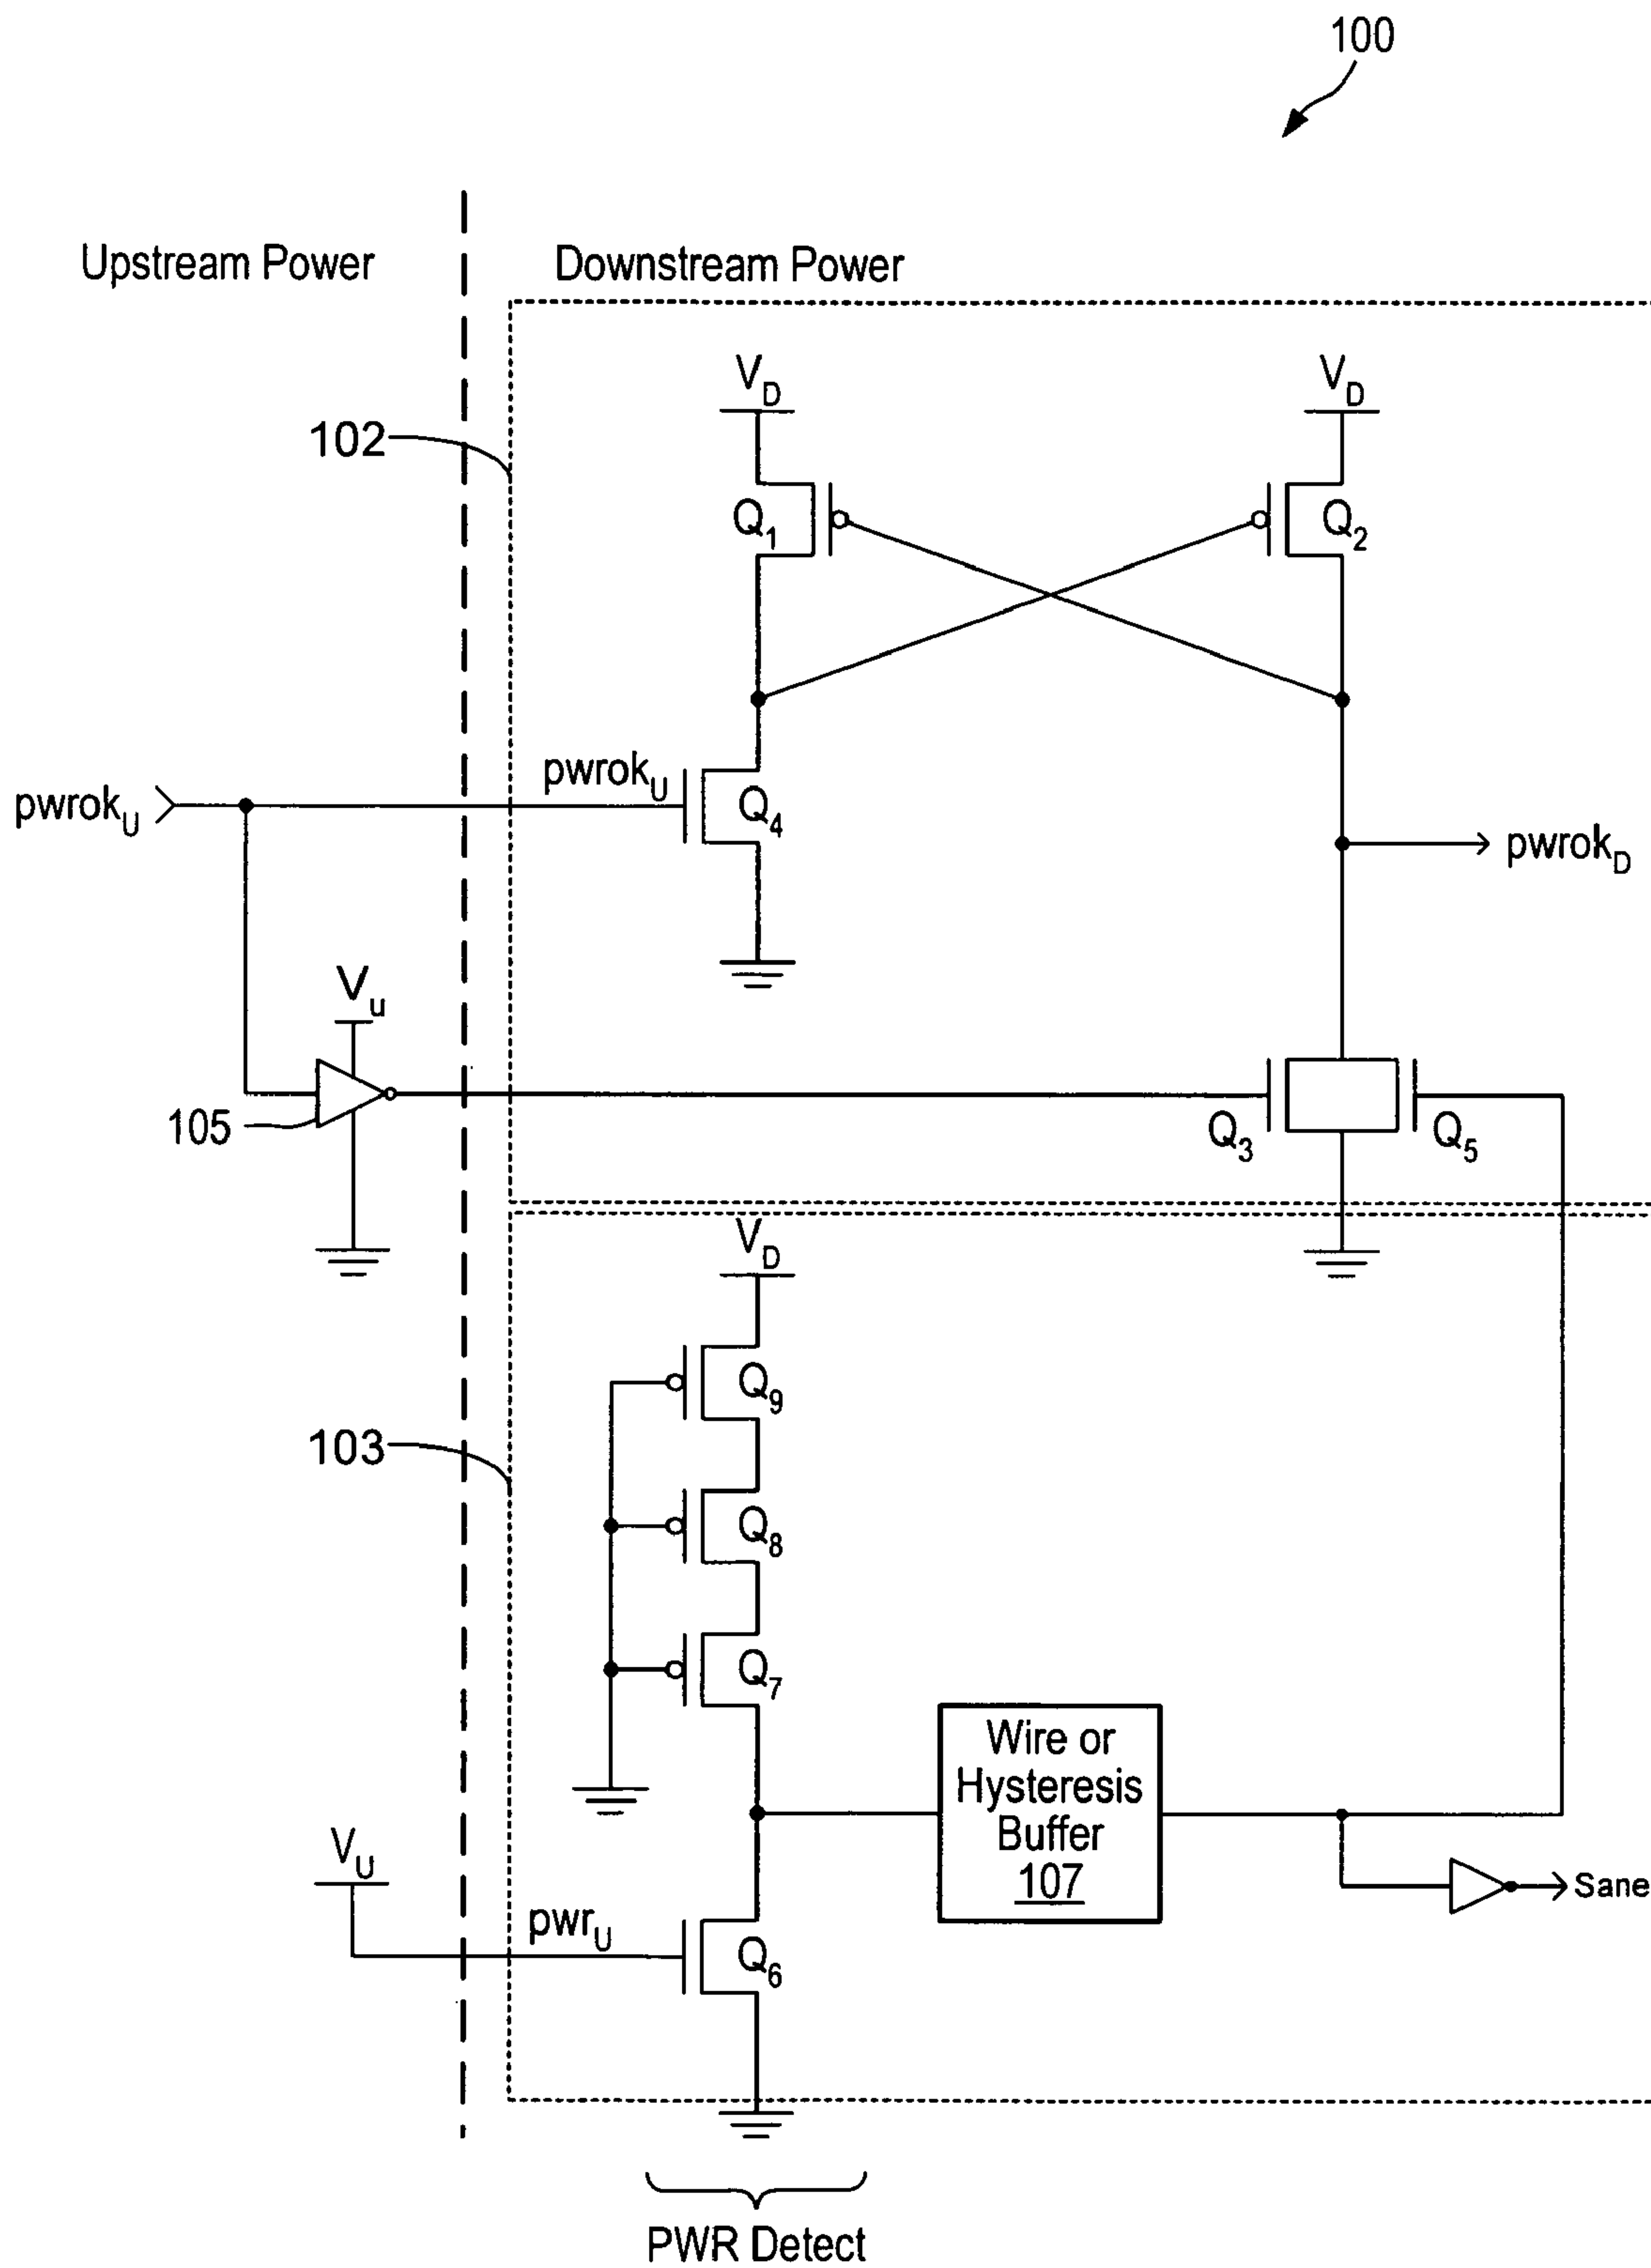 100
Upstream Power
Downstream Power
V_D
V_D
102
Q_1
Q_2
pwrok_U
pwrok_U
Q_4
pwrok_D
V_u
105
Q_3
Q_5
V_D
Q_9
103
Q_8
Q_7
Wire or
Hysteresis
Buffer
107
V_U
pwr_U
Q_6
Sane
PWR Detect